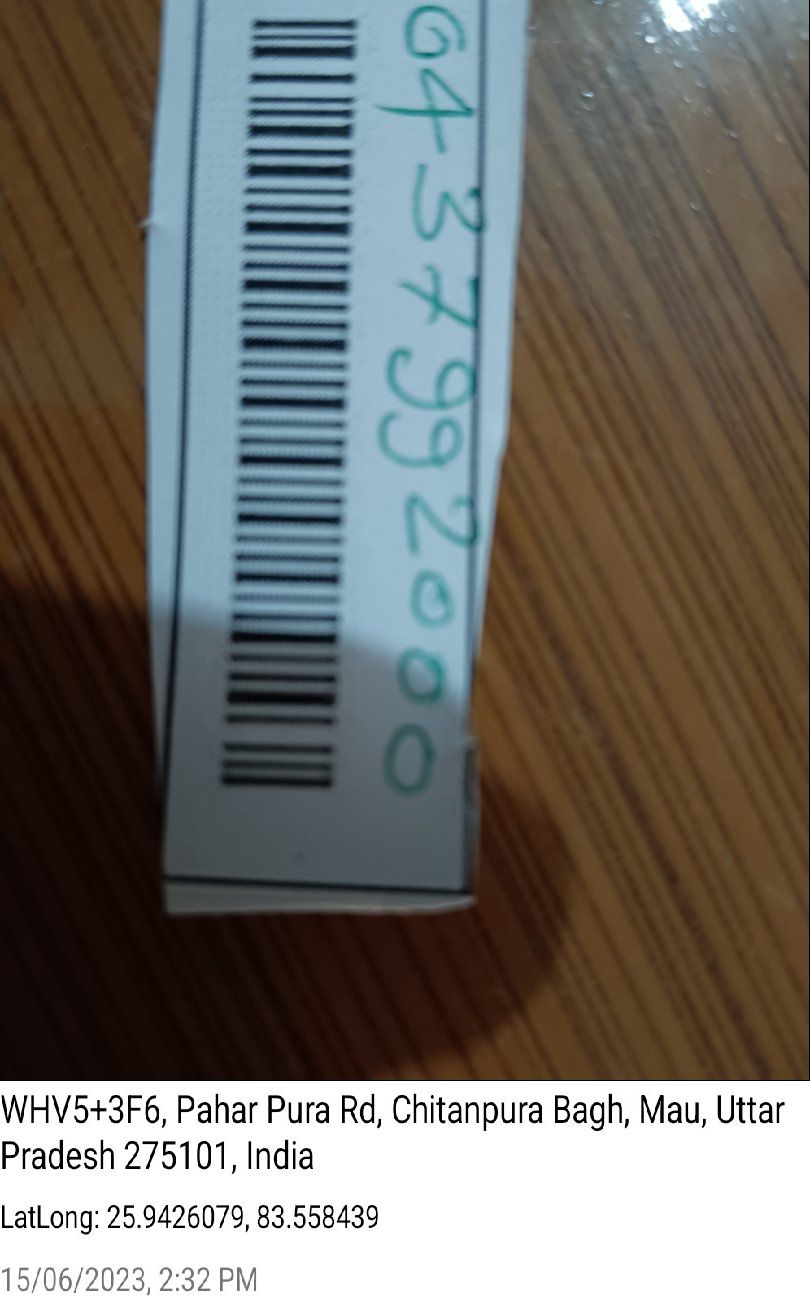 6437992000
WHV5+3F6, Pahar Pura Rd, Chitanpura Bagh, Mau, Uttar
Pradesh 275101, India
LatLong: 25.9426079, 83.558439
15/06/2023, 2:32 PM